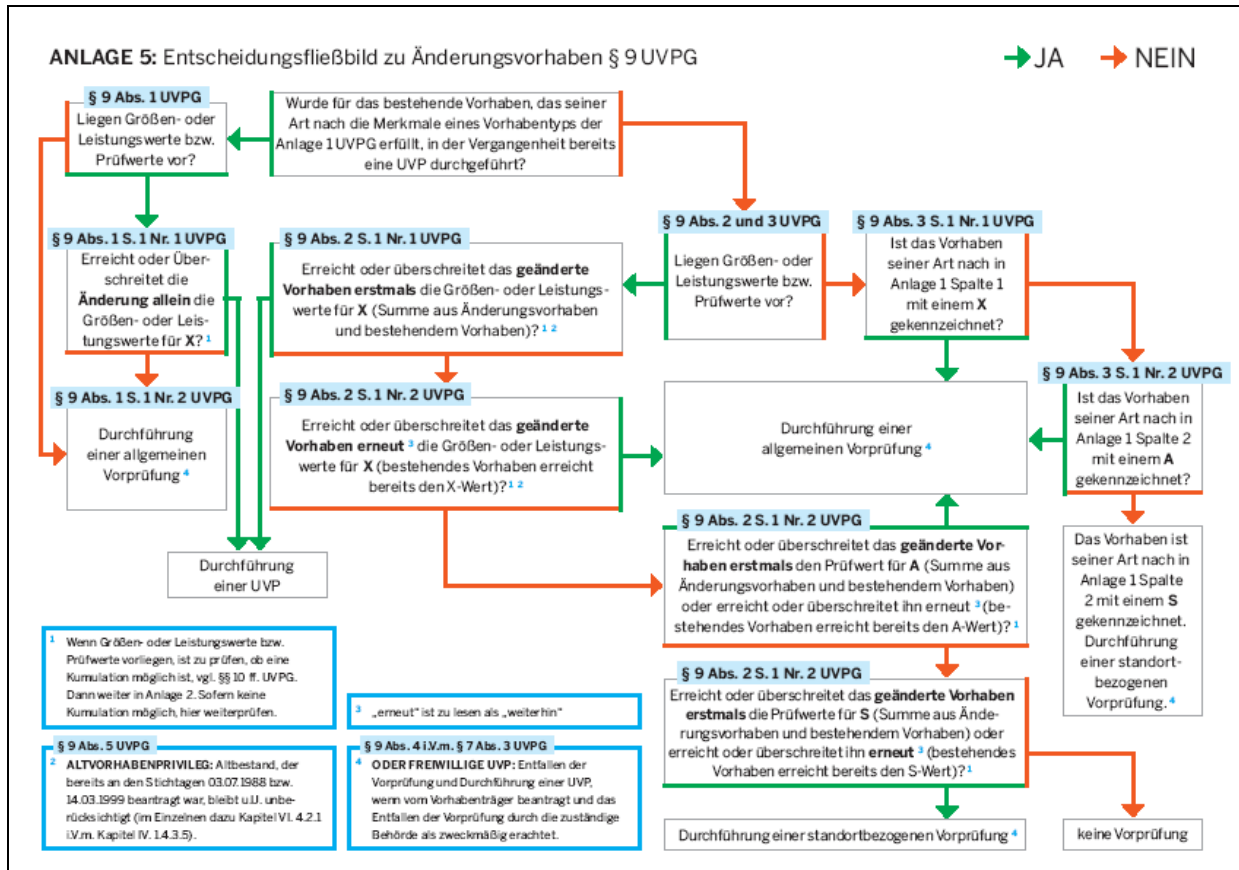 ANLAGE 5: Entscheidungsfließbild zu Änderungsvorhaben § 9 UVPG
JA
NEIN
§ 9 Abs. 1 UVPG
Liegen Größen- oder
Leistungswerte bzw.
Prüfwerte vor?
Wurde für das bestehende Vorhaben, das seiner
Art nach die Merkmale eines Vorhabentyps der
Anlage 1 UVPG erfüllt, in der Vergangenheit bereits
eine UVP durchgeführt?
§ 9 Abs. 1 S. 1 Nr. 1 UVPG
Erreicht oder Über-
schreitet die
Änderung allein die
Größen- oder Leis-
tungswerte für X? 1
§ 9 Abs. 2 S. 1 Nr. 1 UVPG
Erreicht oder überschreitet das geänderte
Vorhaben erstmals die Größen- oder Leistungs-
werte für X (Summe aus Änderungsvorhaben
und bestehendem Vorhaben)? 1 2
§ 9 Abs. 2 und 3 UVPG
Liegen Größen- oder
Leistungswerte bzw.
Prüfwerte vor?
§ 9 Abs. 3 S. 1 Nr. 1 UVPG
Ist das Vorhaben
seiner Art nach in
Anlage 1 Spalte 1
mit einem X
gekennzeichnet?
§ 9 Abs. 1 S. 1 Nr. 2 UVPG
Durchführung
einer allgemeinen
Vorprüfung 4
§ 9 Abs. 2 S. 1 Nr. 2 UVPG
Erreicht oder überschreitet das geänderte
Vorhaben erneut 3 die Größen- oder Leistungs-
werte für X (bestehendes Vorhaben erreicht
bereits den X-Wert)? 1 2
Durchführung einer
allgemeinen Vorprüfung 4
§ 9 Abs. 3 S. 1 Nr. 2 UVPG
Ist das Vorhaben
seiner Art nach in
Anlage 1 Spalte 2
mit einem A
gekennzeichnet?
Durchführung
einer UVP
§ 9 Abs. 2 S. 1 Nr. 2 UVPG
Erreicht oder überschreitet das geänderte Vor-
haben erstmals den Prüfwert für A (Summe aus
Änderungsvorhaben und bestehendem Vorhaben)
oder erreicht oder überschreitet ihn erneut 3 (be-
stehendes Vorhaben erreicht bereits den A-Wert)? 1
Das Vorhaben ist
seiner Art nach in
Anlage 1 Spalte
2 mit einem S
gekennzeichnet.
Durchführung
einer standort-
bezogenen
Vorprüfung. 4
1 Wenn Größen- oder Leistungswerte bzw.
Prüfwerte vorliegen, ist zu prüfen, ob eine
Kumulation möglich ist, vgl. §§ 10 ff. UVPG.
Dann weiter in Anlage 2. Sofern keine
Kumulation möglich, hier weiterprüfen.
3 „erneut“ ist zu lesen als „weiterhin“
§ 9 Abs. 2 S. 1 Nr. 2 UVPG
Erreicht oder überschreitet das geänderte Vorhaben
erstmals die Prüfwerte für S (Summe aus Ände-
rungsvorhaben und bestehendem Vorhaben) oder
erreicht oder überschreitet ihn erneut 3 (bestehendes
Vorhaben erreicht bereits den S-Wert)? 1
§ 9 Abs. 5 UVPG
2 ALTVORHABENPRIVILEG: Altbestand, der
bereits an den Stichtagen 03.07.1988 bzw.
14.03.1999 beantragt war, bleibt u.U. unbe-
rücksichtigt (im Einzelnen dazu Kapitel VI. 4.2.1
i.V.m. Kapitel IV. 1.4.3.5).
§ 9 Abs. 4 i.V.m. § 7 Abs. 3 UVPG
4 ODER FREIWILLIGE UVP: Entfallen der
Vorprüfung und Durchführung einer UVP,
wenn vom Vorhabenträger beantragt und das
Entfallen der Vorprüfung durch die zuständige
Behörde als zweckmäßig erachtet.
Durchführung einer standortbezogenen Vorprüfung 4
keine Vorprüfung